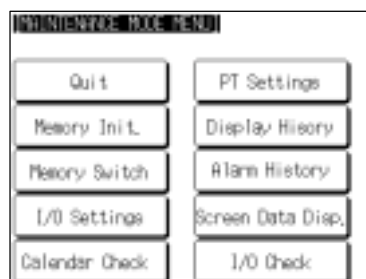 [MAINTENANCE MODE MENU]
Quit
PT Settings
Memory Init.
Display Hisory
Memory Switch
Alarm History
I/O Settings
Screen Data Disp.
Calendar Check
I/O Check